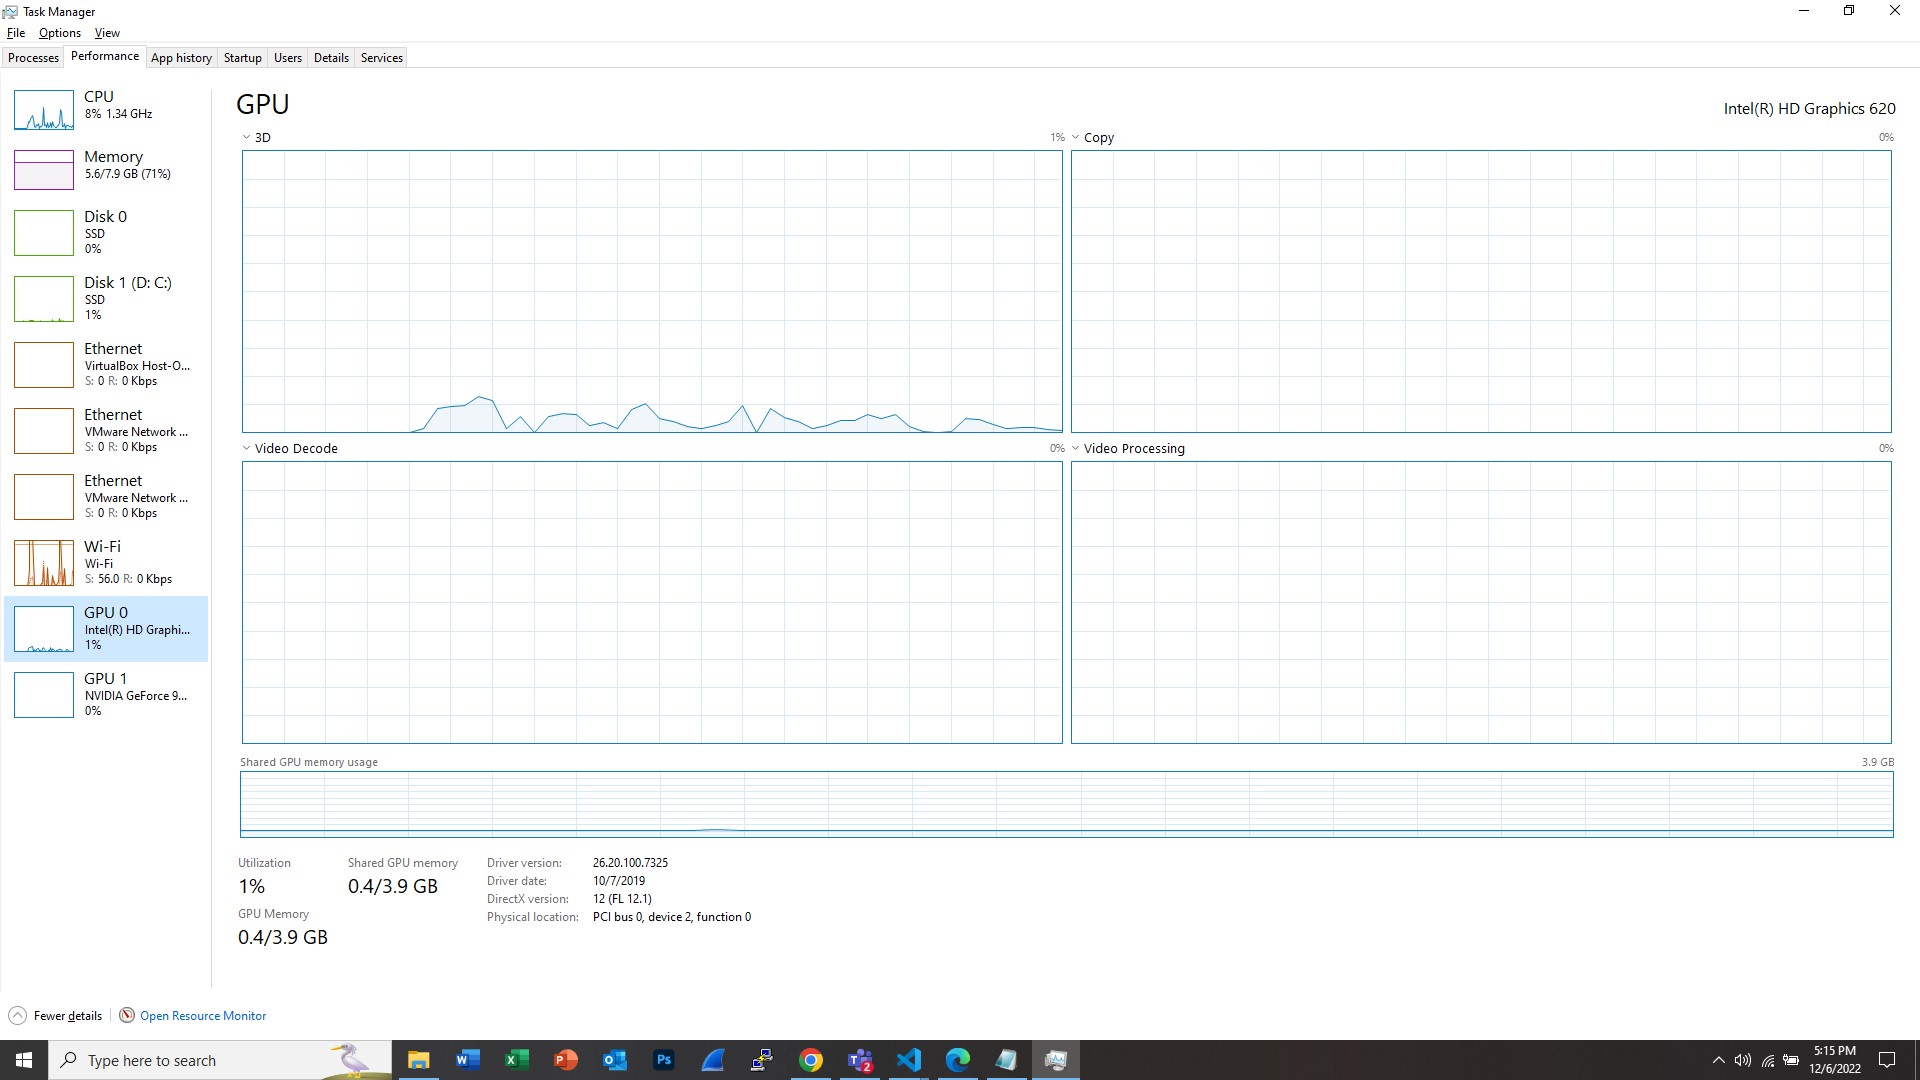 Task Manager
File Options View
Processes Performance App history Startup Users Details Services
CPU
8% 1.34 GHz
Memory
5.6/7.9 GB (71%)
Disk 0
SSD
0%
Disk 1 (D: C:)
SSD
1%
Ethernet
VirtualBox Host-O...
S: 0 R: 0 Kbps
Ethernet
VMware Network ...
S: 0 R: 0 Kbps
Ethernet
VMware Network ...
S: 0 R: 0 Kbps
Wi-Fi
Wi-Fi
S: 56.0 R: 0 Kbps
GPU 0
Intel(R) HD Graphi...
1%
GPU 1
NVIDIA GeForce 9...
0%
GPU
Intel(R) HD Graphics 620
3D 1%
Copy 0%
Video Decode 0%
Video Processing 0%
Shared GPU memory usage 3.9 GB
Utilization
1%
Shared GPU memory
0.4/3.9 GB
GPU Memory
0.4/3.9 GB
Driver version: 26.20.100.7325
Driver date: 10/7/2019
DirectX version: 12 (FL 12.1)
Physical location: PCI bus 0, device 2, function 0
Fewer details
Open Resource Monitor
Type here to search
W
X
P
O
Ps
T
2
5:15 PM
12/6/2022